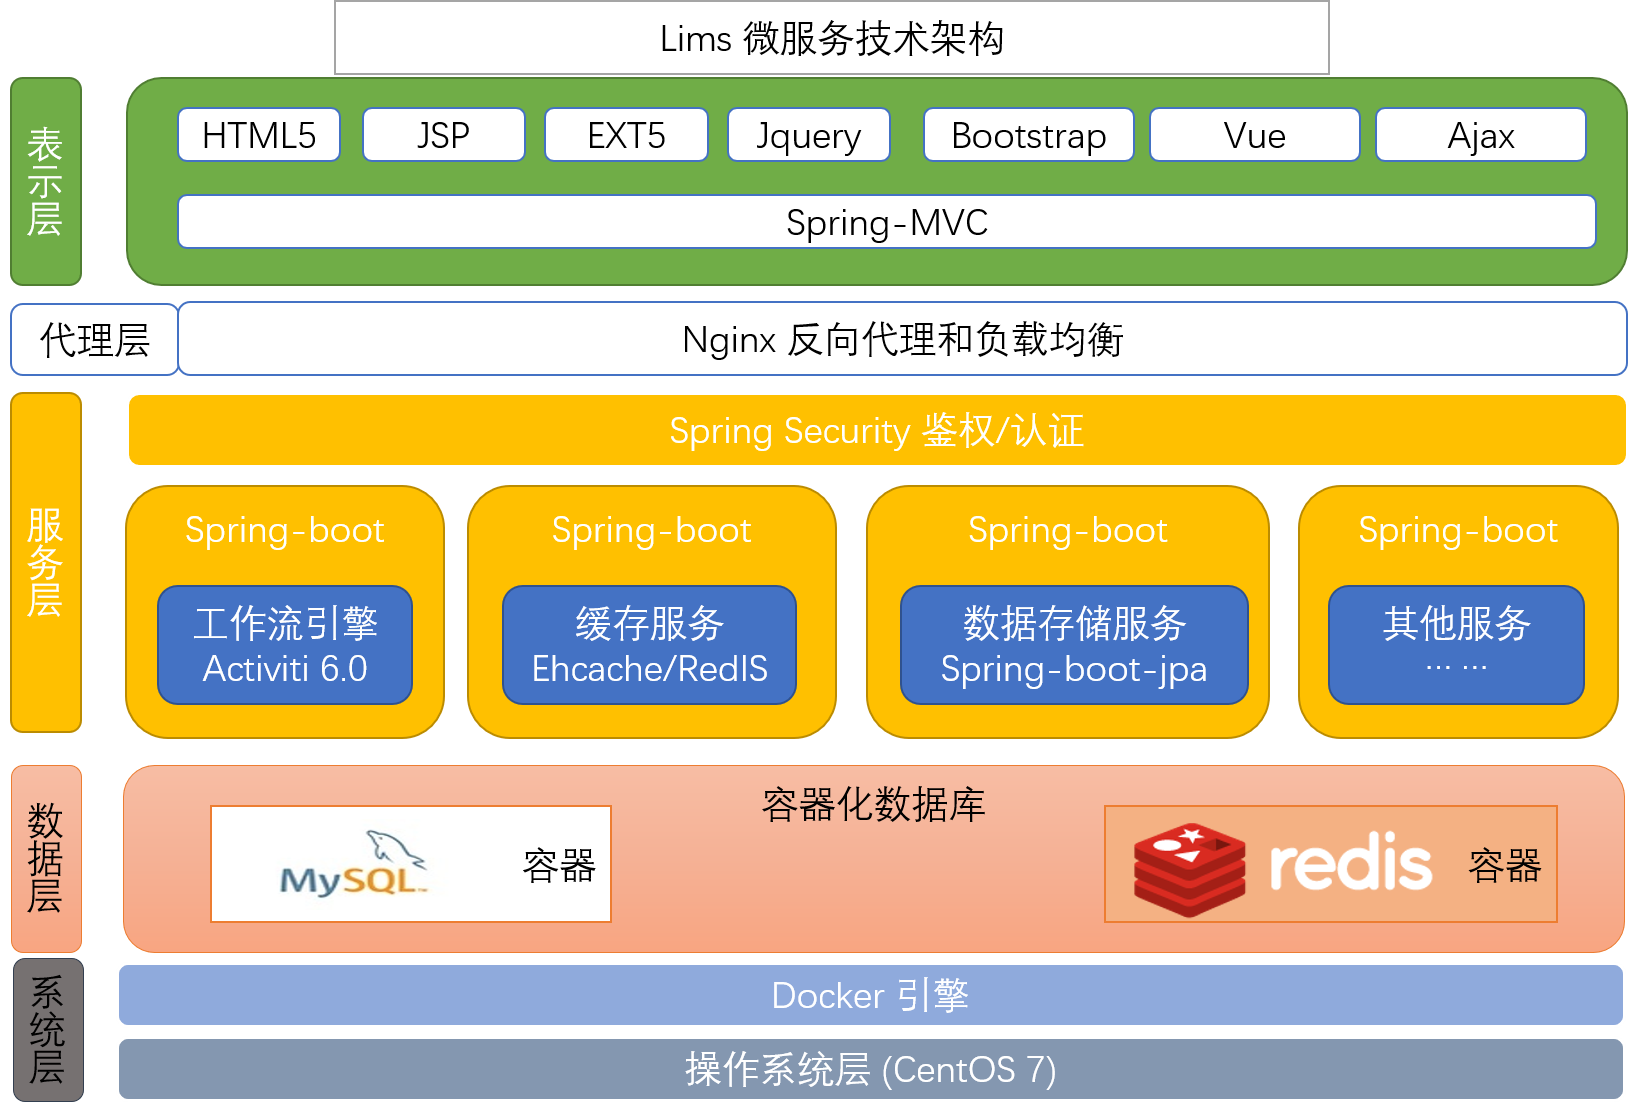 Lims 微服务技术架构
表示层
HTML5
JSP
EXT5
Jquery
Bootstrap
Vue
Ajax
Spring-MVC
代理层
Nginx 反向代理和负载均衡
服务层
Spring Security 鉴权/认证
Spring-boot
Spring-boot
Spring-boot
Spring-boot
工作流引擎
Activiti 6.0
缓存服务
Ehcache/RedIS
数据存储服务
Spring-boot-jpa
其他服务
... ...
数据层
容器化数据库
MySQL
容器
redis
容器
系统层
Docker 引擎
操作系统层 (CentOS 7)